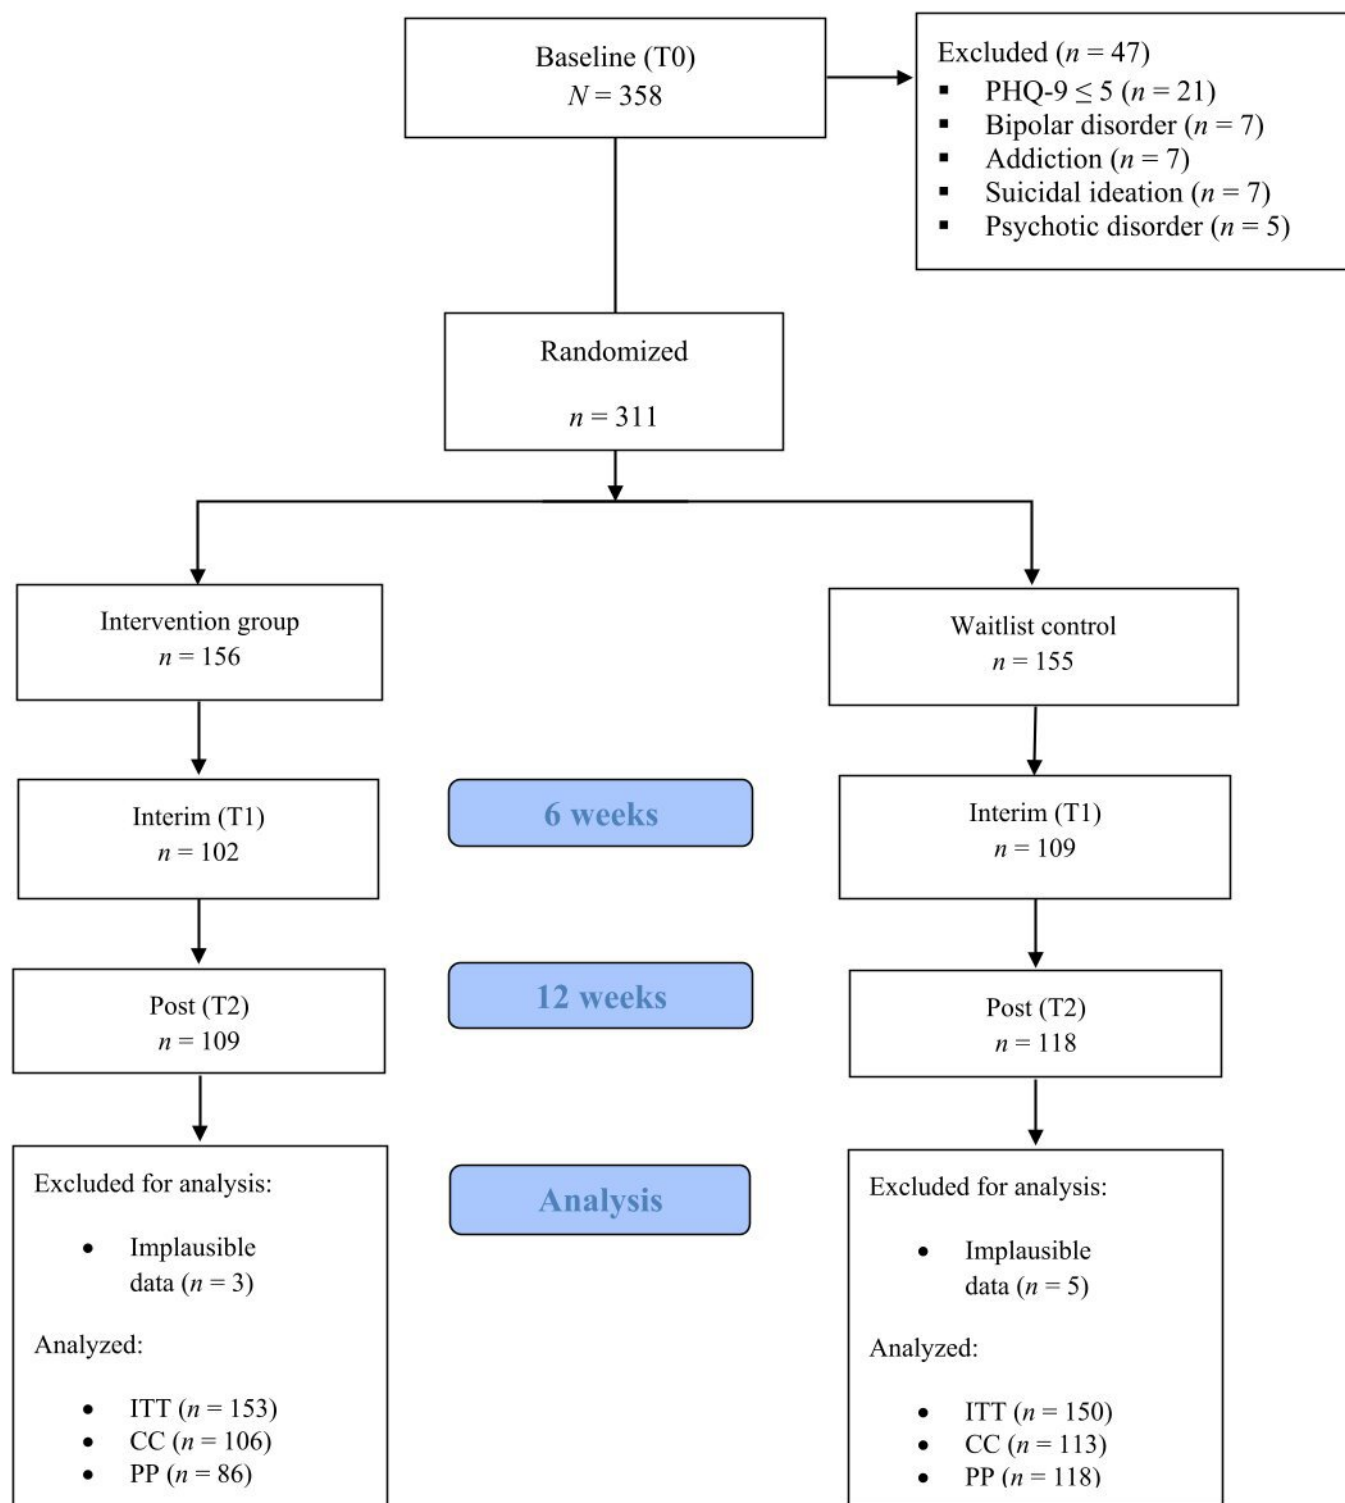 Baseline (T0)
N = 358
Excluded (n = 47)
▪ PHQ-9 ≤ 5 (n = 21)
▪ Bipolar disorder (n = 7)
▪ Addiction (n = 7)
▪ Suicidal ideation (n = 7)
▪ Psychotic disorder (n = 5)
Randomized
n = 311
Intervention group
n = 156
Waitlist control
n = 155
Interim (T1)
n = 102
6 weeks
Interim (T1)
n = 109
Post (T2)
n = 109
12 weeks
Post (T2)
n = 118
Excluded for analysis:
• Implausible
data (n = 3)
Analyzed:
• ITT (n = 153)
• CC (n = 106)
• PP (n = 86)
Analysis
Excluded for analysis:
• Implausible
data (n = 5)
Analyzed:
• ITT (n = 150)
• CC (n = 113)
• PP (n = 118)